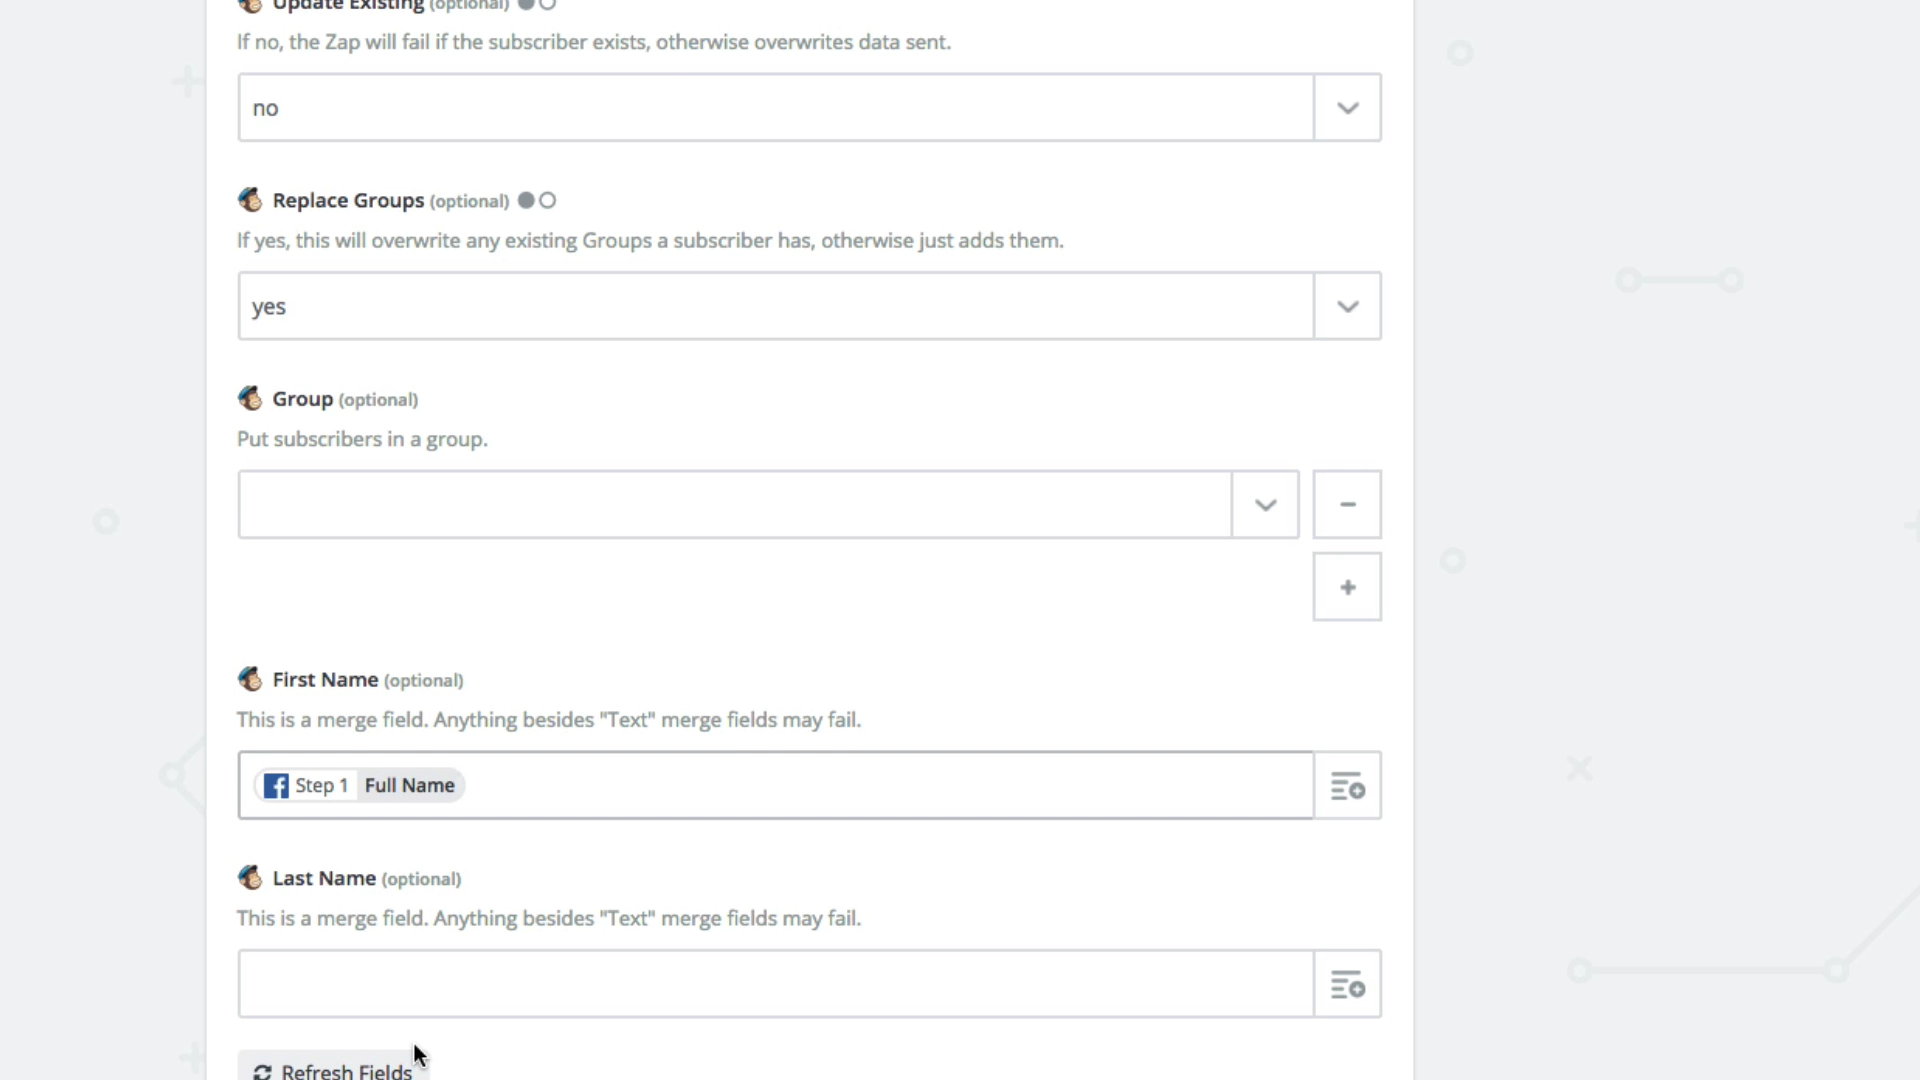 Update Existing (optional)
If no, the Zap will fail if the subscriber exists, otherwise overwrites data sent.
no
Replace Groups (optional)
If yes, this will overwrite any existing Groups a subscriber has, otherwise just adds them.
yes
Group (optional)
Put subscribers in a group.
First Name (optional)
This is a merge field. Anything besides "Text" merge fields may fail.
Step 1 Full Name
Last Name (optional)
This is a merge field. Anything besides "Text" merge fields may fail.
Refresh Fields